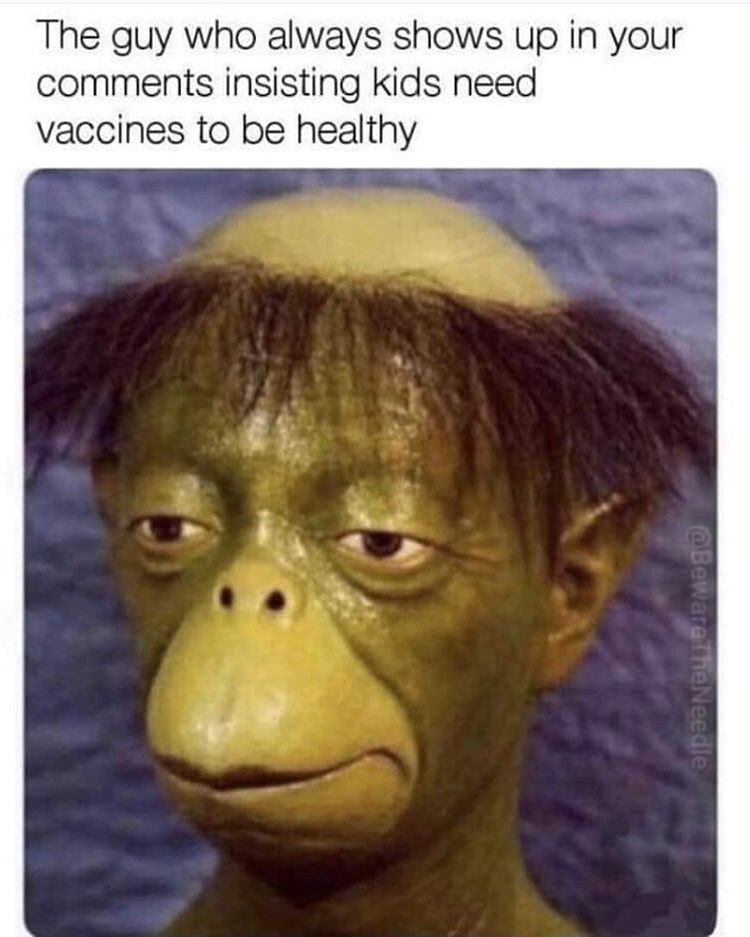 The guy who always shows up in your
comments insisting kids need
vaccines to be healthy
@BewareTheNeedle